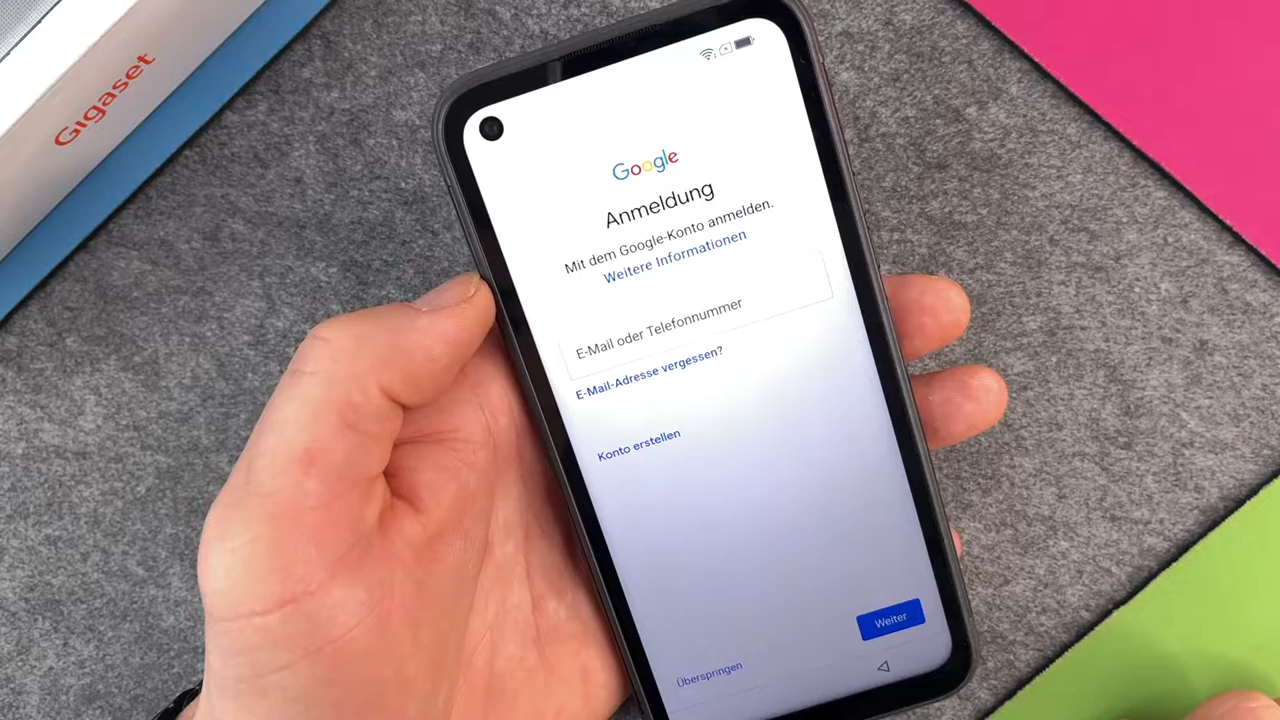 Gigaset
Google
Anmeldung
Mit dem Google-Konto anmelden.
Weitere Informationen
E-Mail oder Telefonnummer
E-Mail-Adresse vergessen?
Konto erstellen
Weiter
Überspringen